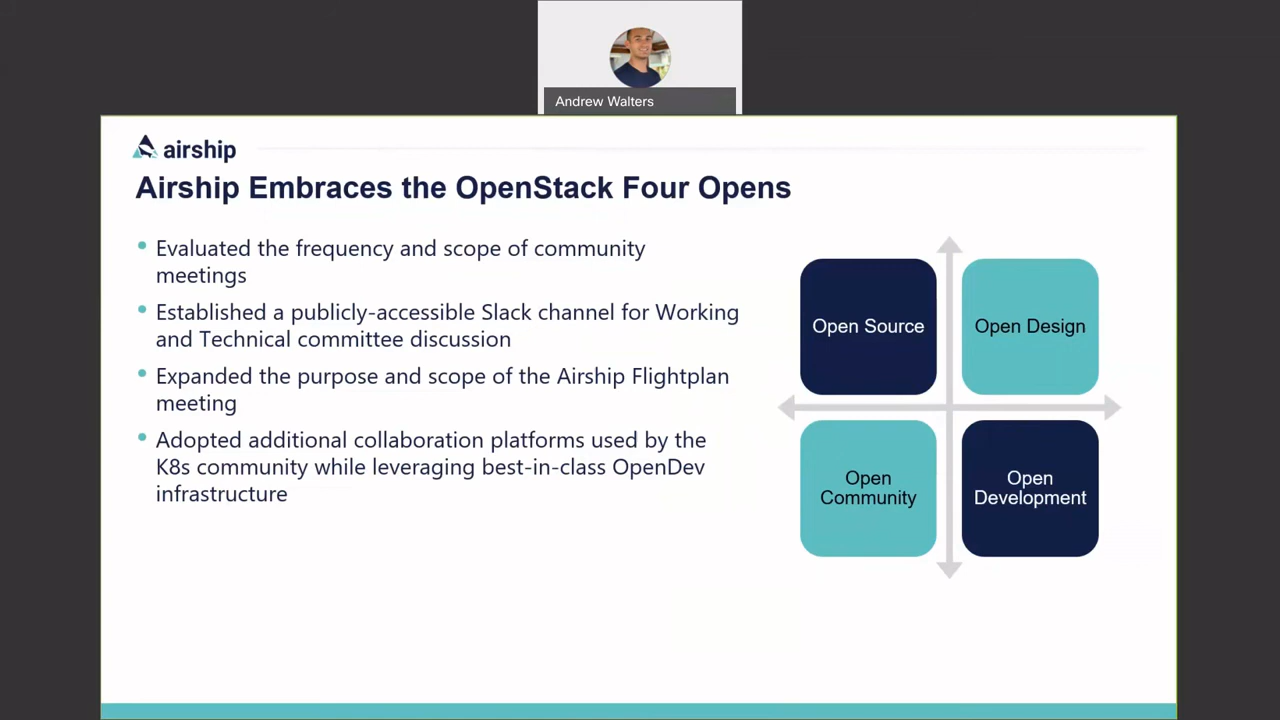 Andrew Walters
airship
Airship Embraces the OpenStack Four Opens
• Evaluated the frequency and scope of community
meetings
• Established a publicly-accessible Slack channel for Working
and Technical committee discussion
• Expanded the purpose and scope of the Airship Flightplan
meeting
• Adopted additional collaboration platforms used by the
K8s community while leveraging best-in-class OpenDev
infrastructure
Open Source
Open Design
Open
Community
Open
Development